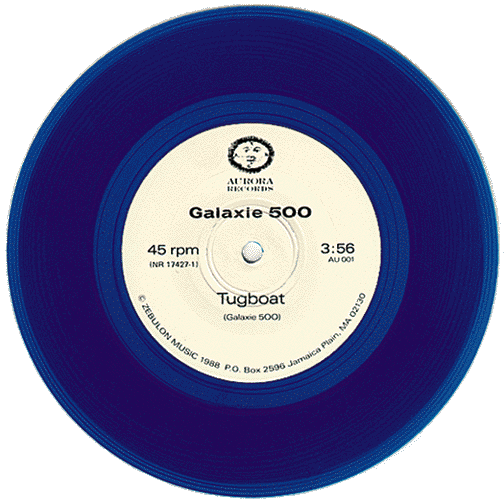 AURORA
RECORDS
Galaxie 500
45 rpm
(NR 17427-1)
3:56
AU 001
Tugboat
(Galaxie 500)
© ZEBULON MUSIC 1988 P.O. Box 2596 Jamaica Plain, MA 02130